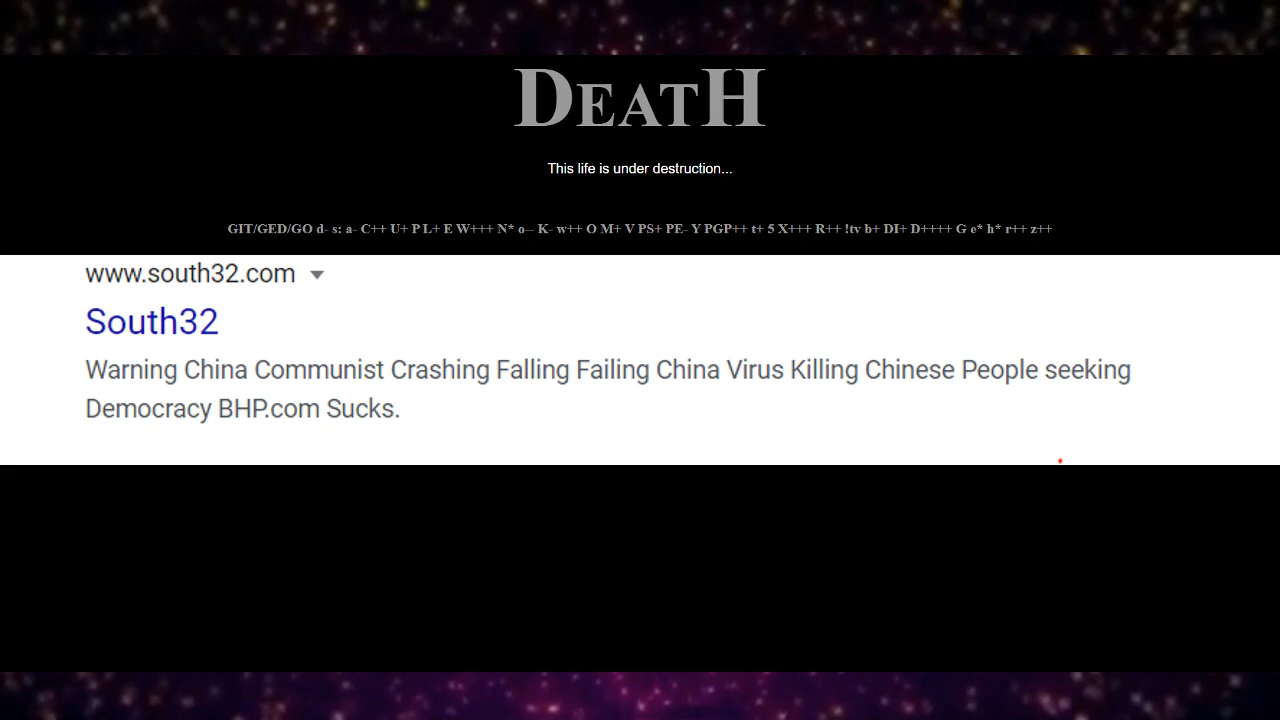 DEATH
This life is under destruction...
GIT/GED/GO d- s: a- C++ U+ P L+ E W+++ N* o-- K- w++ O M+ V PS+ PE- Y PGP++ t+ 5 X+++ R++ !tv b+ DI+ D++++ G e* h* r++ z++
www.south32.com
South32
Warning China Communist Crashing Falling Failing China Virus Killing Chinese People seeking
Democracy BHP.com Sucks.